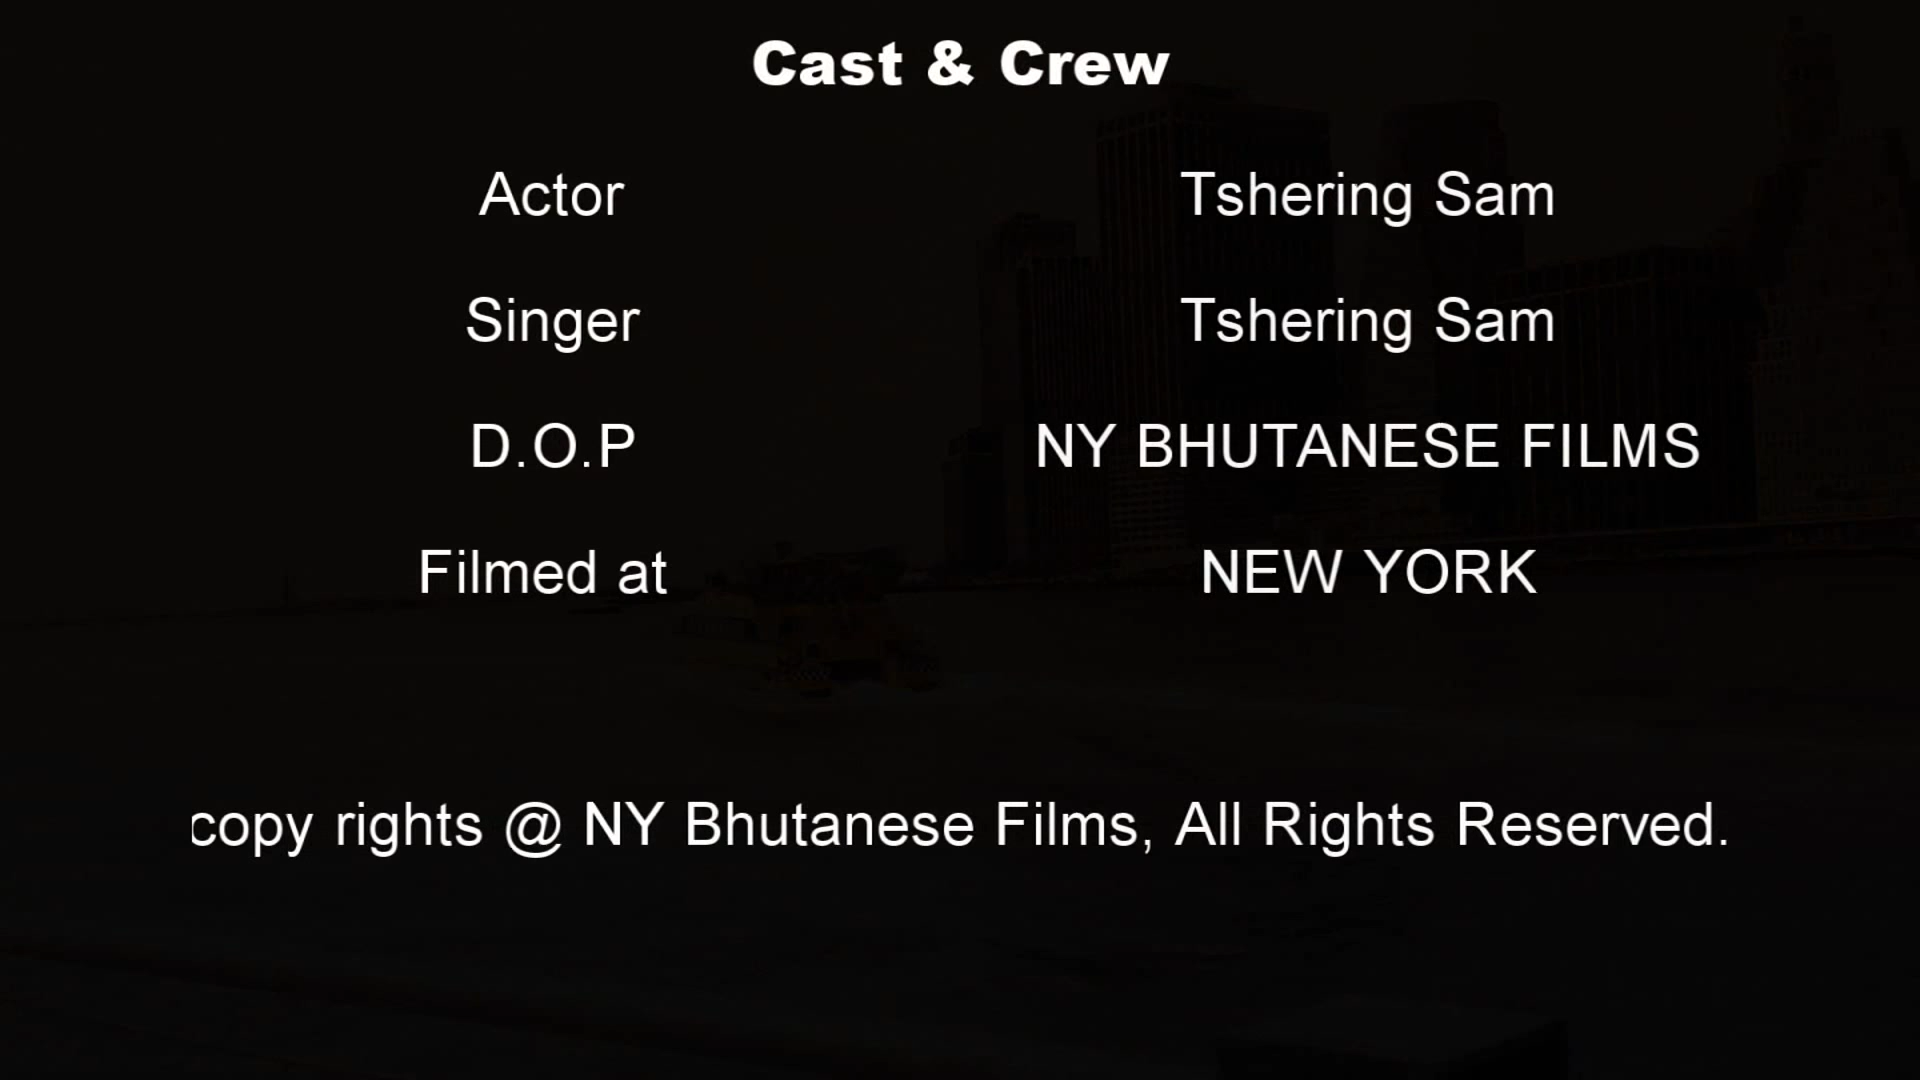 Cast & Crew
Actor Tshering Sam
Singer Tshering Sam
D.O.P NY BHUTANESE FILMS
Filmed at NEW YORK
copy rights @ NY Bhutanese Films, All Rights Reserved.